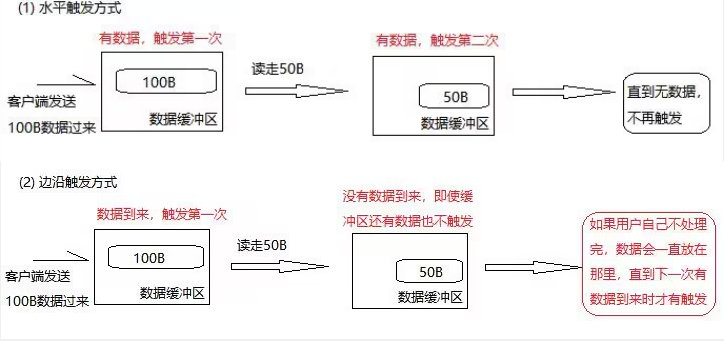 (1) 水平触发方式
有数据，触发第一次
有数据，触发第二次
100B
读走50B
50B
直到无数据，
不再触发
客户端发送
100B数据过来
数据缓冲区
数据缓冲区
(2) 边沿触发方式
数据到来，触发第一次
没有数据到来，即使缓
冲区还有数据也不触发
如果用户自己不处理
完，数据会一直放在
那里，直到下一次有
数据到来时才有触发
100B
读走50B
50B
客户端发送
100B数据过来
数据缓冲区
数据缓冲区